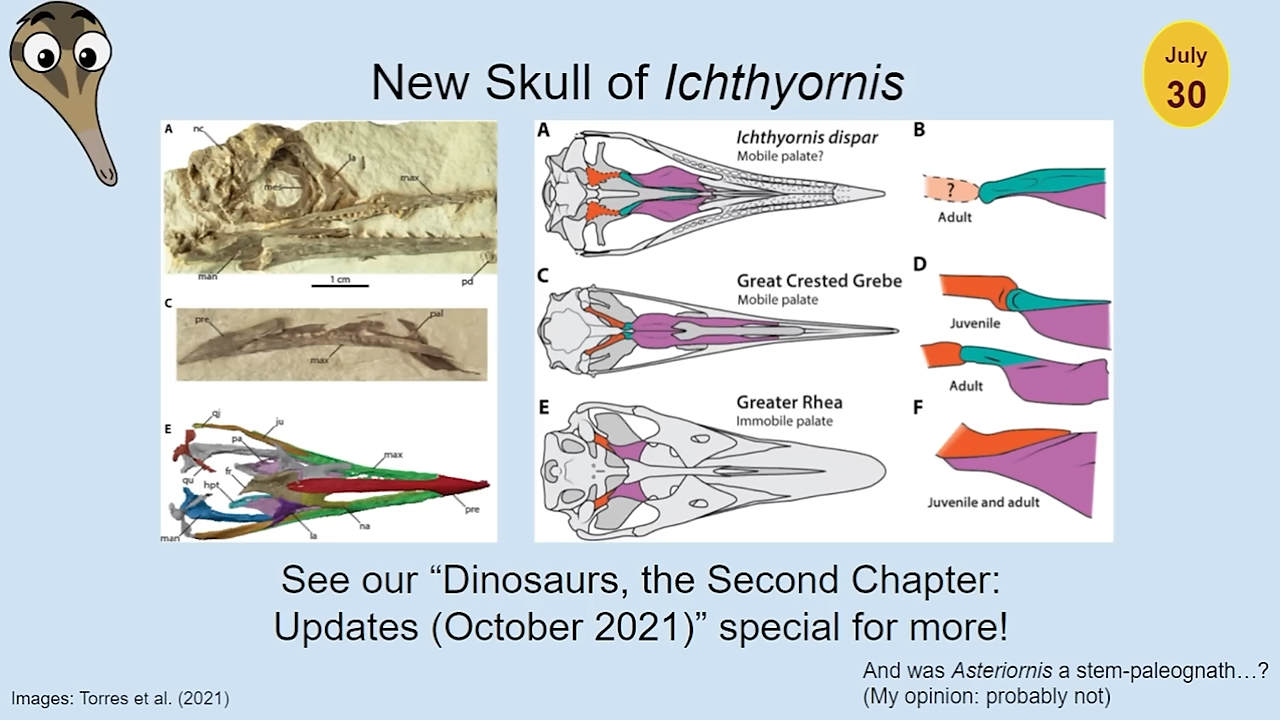 New Skull of Ichthyornis
July
30
A
nc
la
mes
max
man
1 cm
pd
C
pre
pal
max
E
qj
ju
pa
max
fr
qu
hpt
pre
na
man
la
A
Ichthyornis dispar
Mobile palate?
B
?
Adult
C
Great Crested Grebe
Mobile palate
D
Juvenile
Adult
E
Greater Rhea
Immobile palate
F
Juvenile and adult
See our “Dinosaurs, the Second Chapter:
Updates (October 2021)” special for more!
And was Asteriornis a stem-paleognath…?
(My opinion: probably not)
Images: Torres et al. (2021)